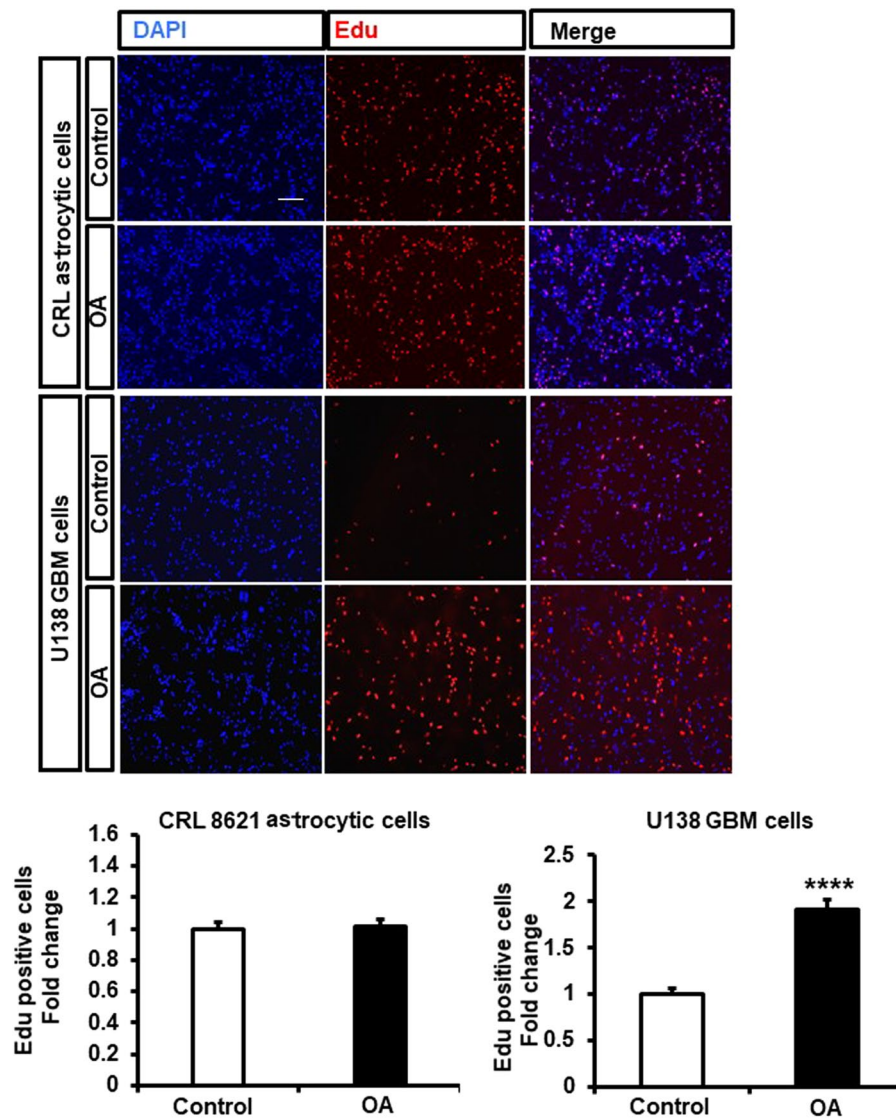 DAPI Edu Merge
CRL astrocytic cells
Control
OA
U138 GBM cells
Control
OA
CRL 8621 astrocytic cells
Edu positive cells
Fold change
1.6
1.4
1.2
1
0.8
0.6
0.4
0.2
0
Control OA
U138 GBM cells
Edu positive cells
Fold change
2.5
2
1.5
1
0.5
0
****
Control OA